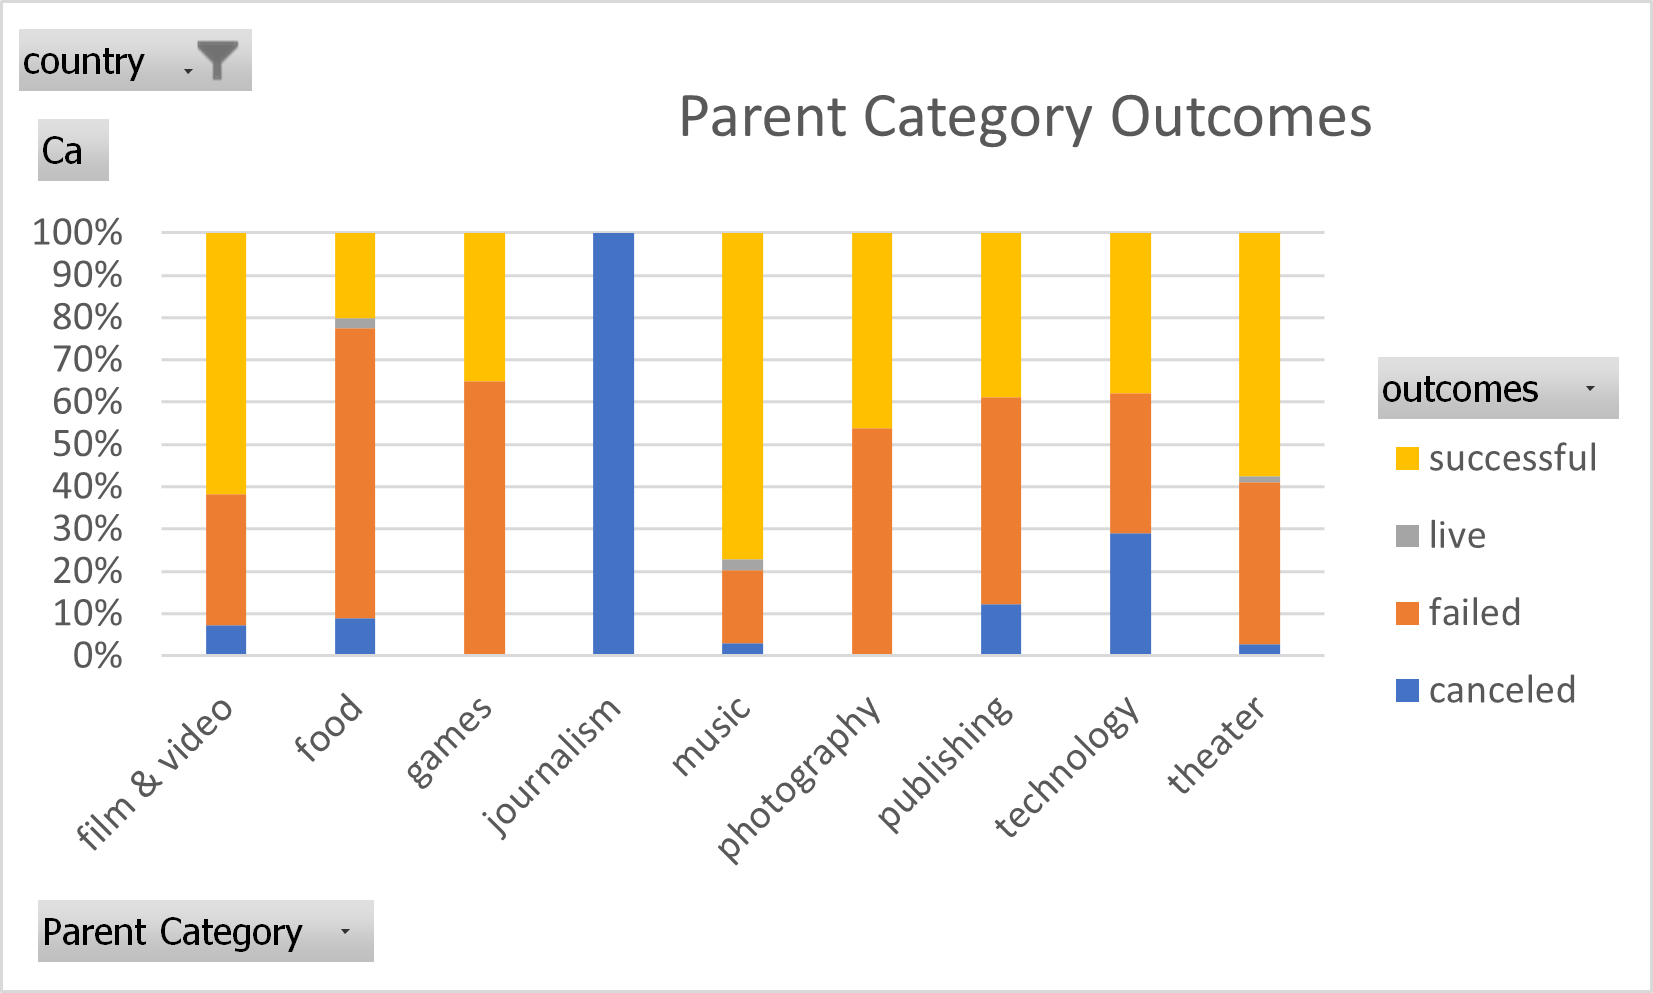 country
Ca
Parent Category Outcomes
100%
90%
80%
70%
60%
50%
40%
30%
20%
10%
0%
film & video
food
games
journalism
music
photography
publishing
technology
theater
outcomes
successful
live
failed
canceled
Parent Category